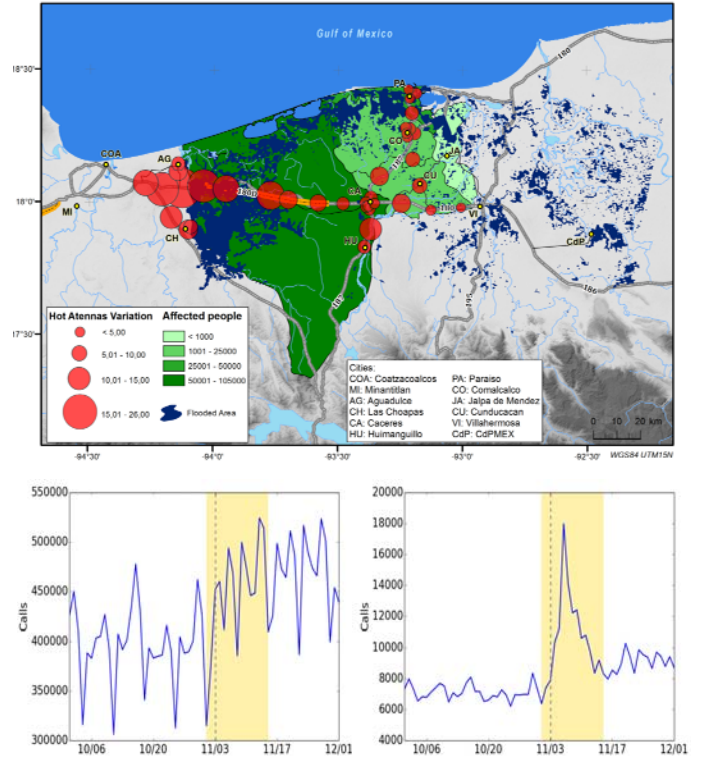 Gulf of Mexico
18°30'
18°0'
17°30'
PA
180
COA
AG
CO
JA
187
CU
180D
CA
VI
MI
CH
HU
CdP
187
195
186
Hot Atennas Variation
< 5,00
5,01 - 10,00
10,01 - 15,00
15,01 - 26,00
Affected people
< 1000
1001 - 25000
25001 - 50000
50001 - 105000
Flooded Area
Cities:
COA: Coatzacoalcos PA: Paraiso
MI: Minantitlan CO: Comalcalco
AG: Aguadulce JA: Jalpa de Mendez
CH: Las Choapas CU: Cunducacan
CA: Caceres VI: Villahermosa
HU: Huimanguillo CdP: CdPMEX
0 10 20 km
-94°30' -94°0' -93°30' -93°0' -92°30'
WGS84 UTM15N
550000
500000
450000
400000
350000
300000
Calls
10/06 10/20 11/03 11/17 12/01
20000
18000
16000
14000
12000
10000
8000
6000
4000
Calls
10/06 10/20 11/03 11/17 12/01